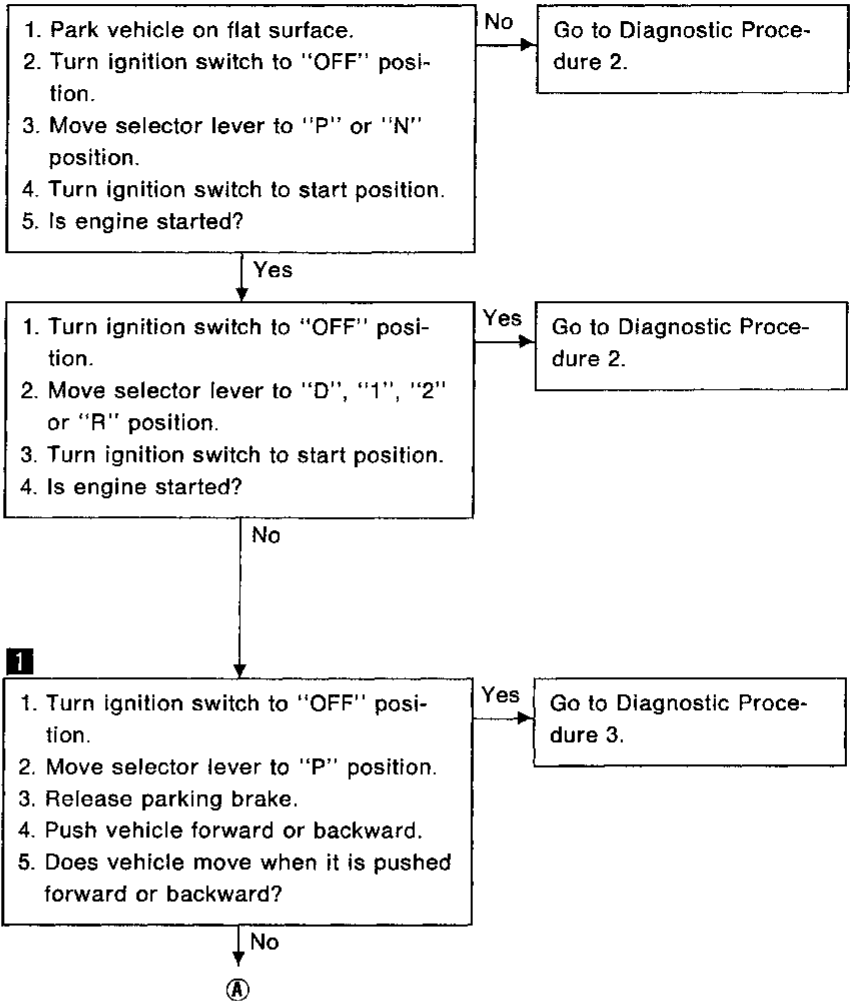 1. Park vehicle on flat surface.
2. Turn ignition switch to "OFF" posi-
tion.
3. Move selector lever to "P" or "N"
position.
4. Turn ignition switch to start position.
5. Is engine started?
No
Go to Diagnostic Proce-
dure 2.
Yes
1. Turn ignition switch to "OFF" posi-
tion.
2. Move selector lever to "D", "1", "2"
or "R" position.
3. Turn ignition switch to start position.
4. Is engine started?
Yes
Go to Diagnostic Proce-
dure 2.
No
1
1. Turn ignition switch to "OFF" posi-
tion.
2. Move selector lever to "P" position.
3. Release parking brake.
4. Push vehicle forward or backward.
5. Does vehicle move when it is pushed
forward or backward?
Yes
Go to Diagnostic Proce-
dure 3.
No
Ⓐ